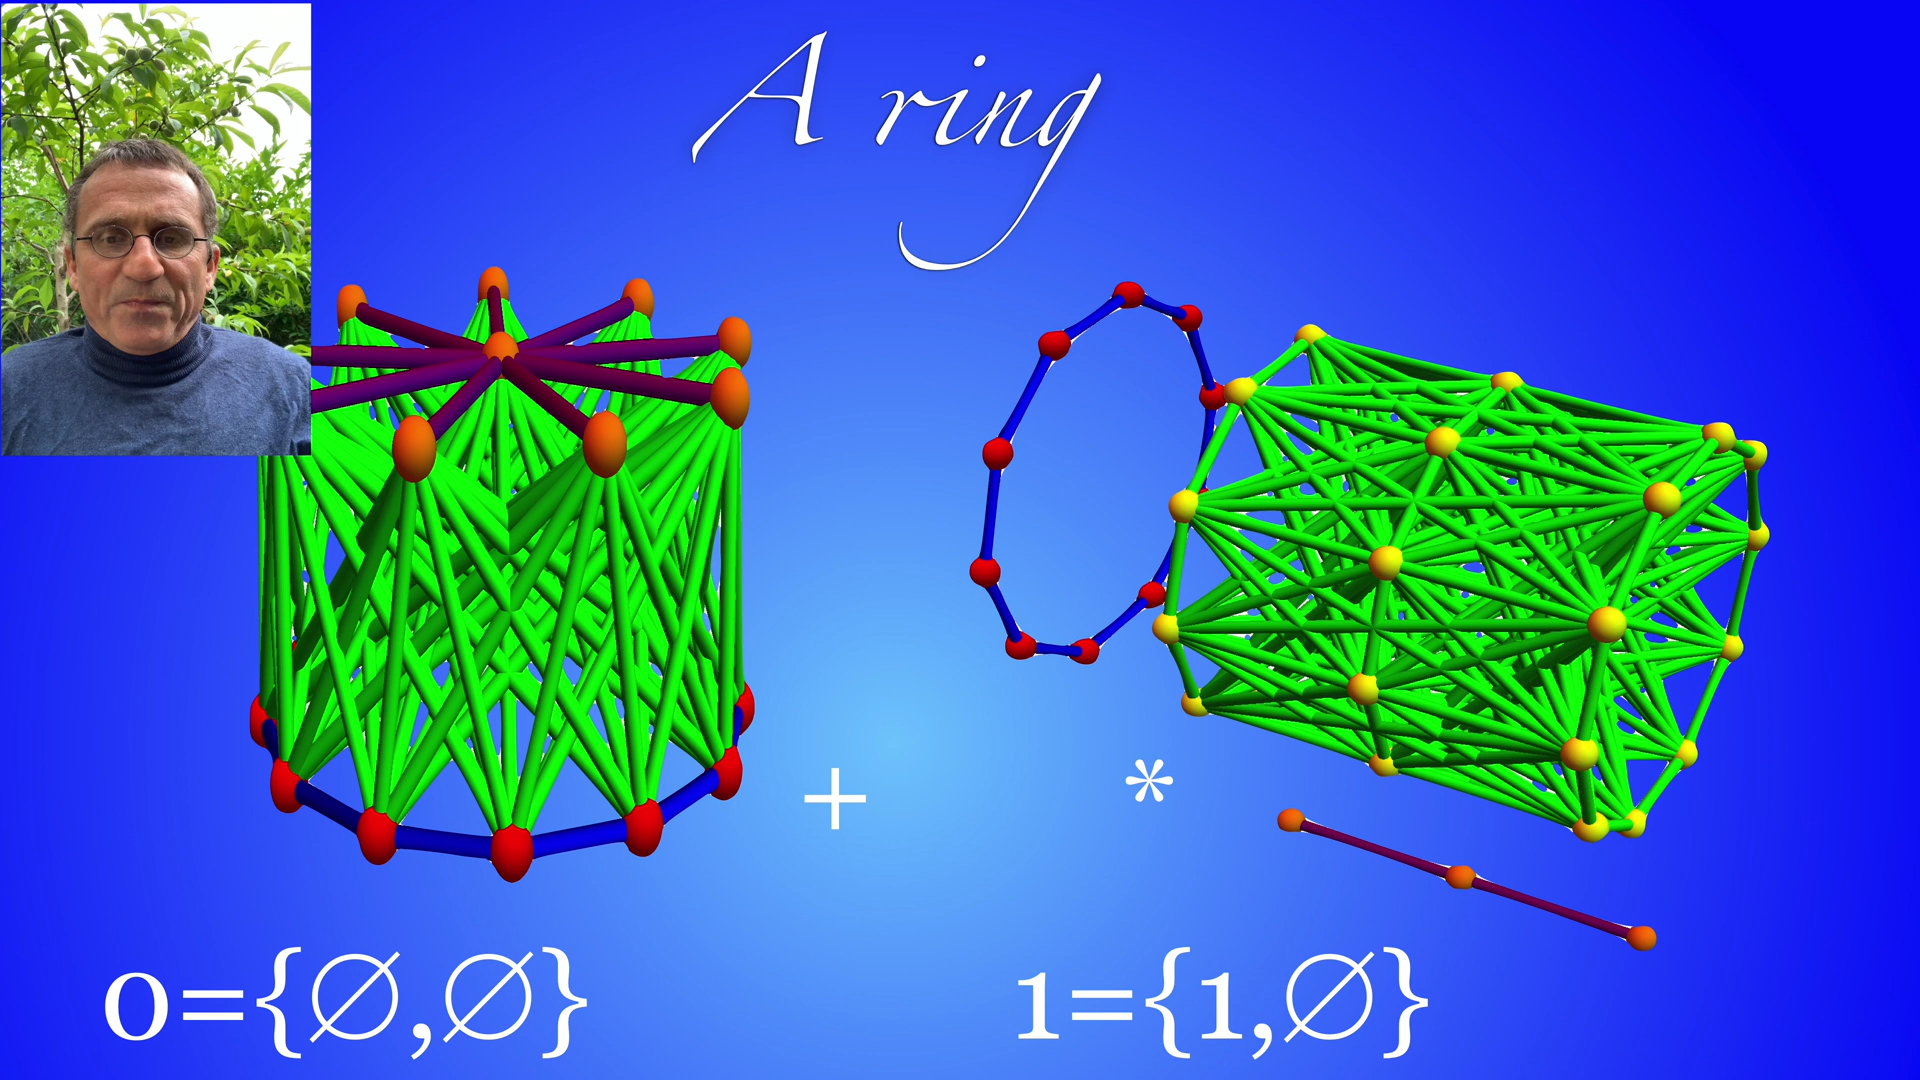 A ring
+
*
0={∅,∅}
1={1,∅}